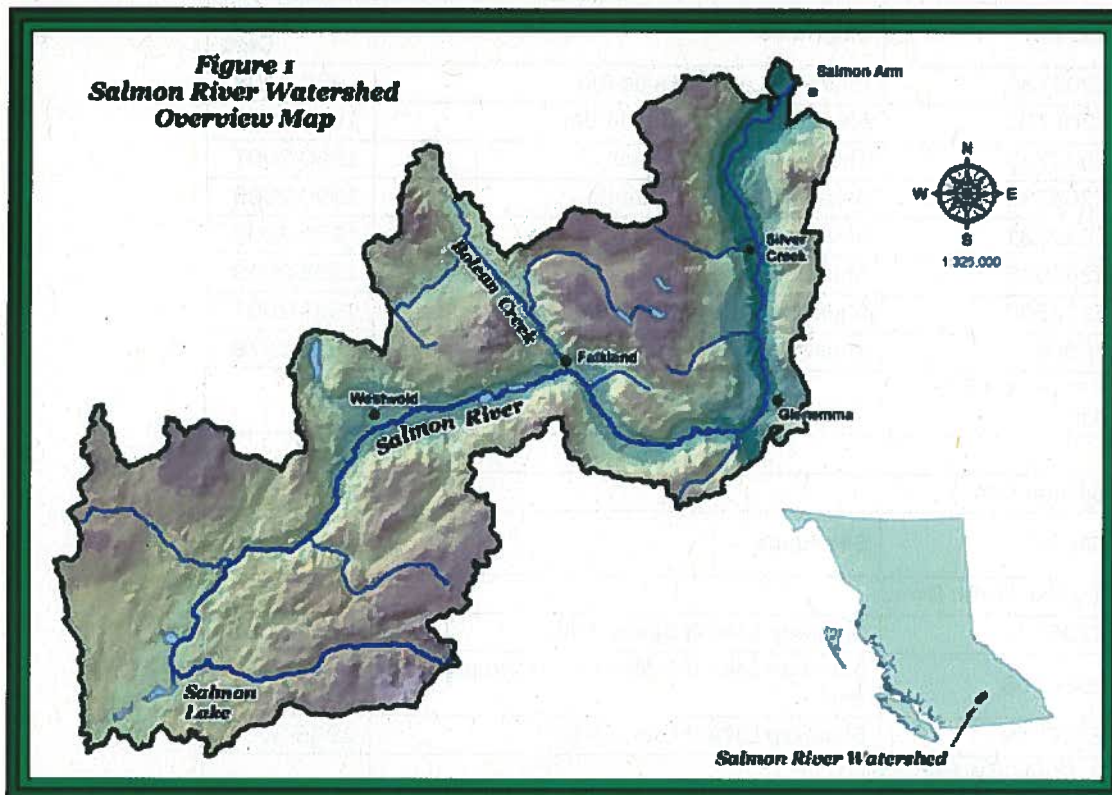 Figure 1
Salmon River Watershed
Overview Map
Salmon Arm
N
W E
S
1:325,000
Silver
Creek
Bolean Creek
Falkland
Westwold
Salmon River
Glenemma
Salmon
Lake
Salmon River Watershed